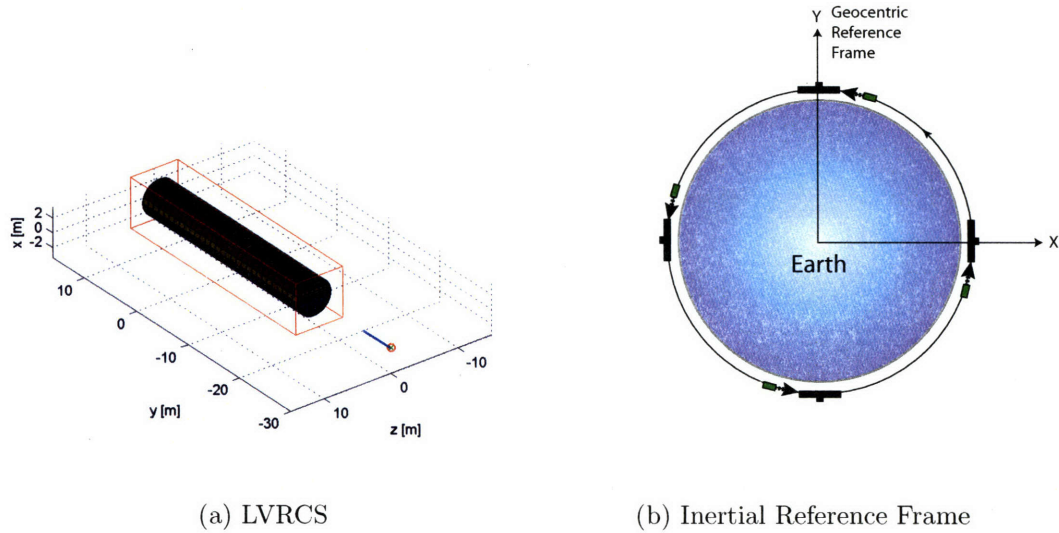 Y Geocentric
Reference
Frame
x [m]
2
0
-2
10
0
-10
-20
-30
y [m]
10
0
-10
z [m]
X
Earth
(a) LVRCS
(b) Inertial Reference Frame